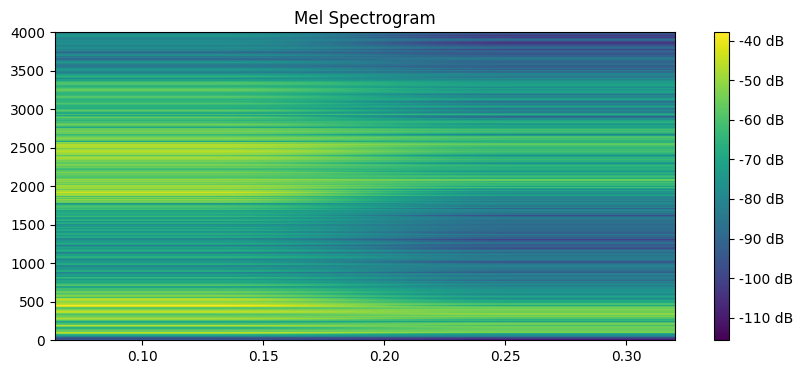 Mel Spectrogram
4000
3500
3000
2500
2000
1500
1000
500
0
0.10 0.15 0.20 0.25 0.30
-40 dB
-50 dB
-60 dB
-70 dB
-80 dB
-90 dB
-100 dB
-110 dB